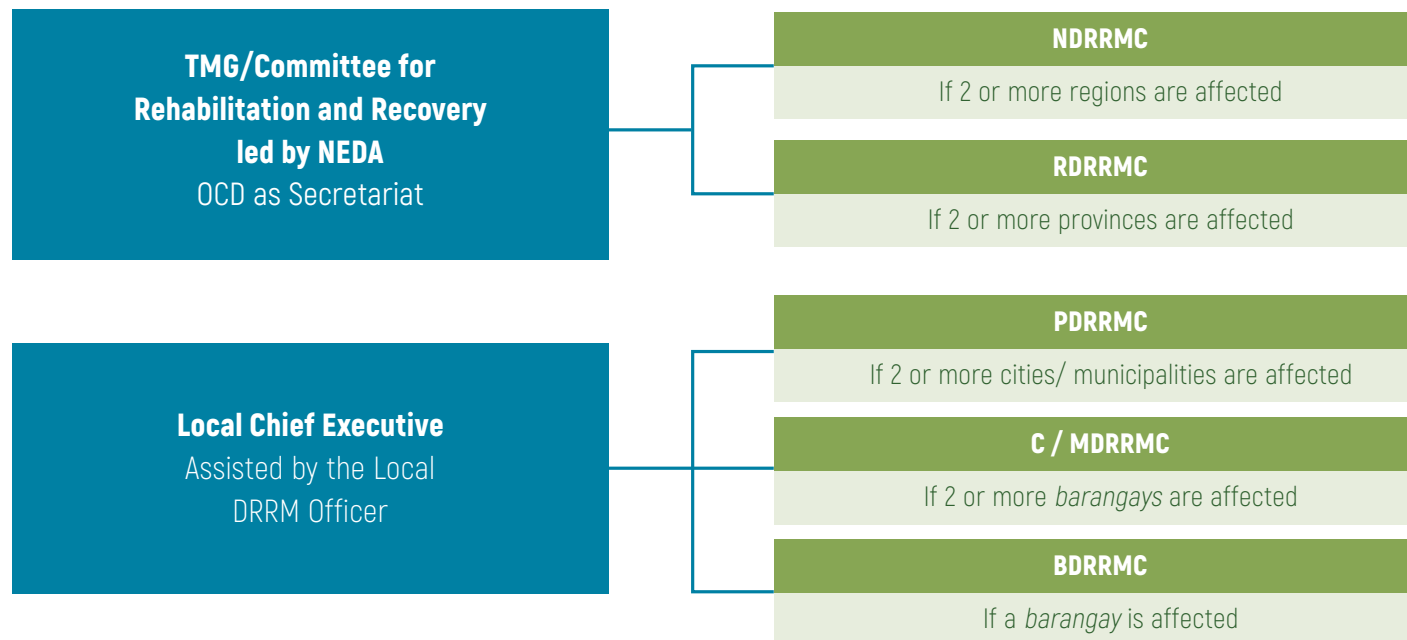 TMG/Committee for
Rehabilitation and Recovery
led by NEDA
OCD as Secretariat
NDRRMC
If 2 or more regions are affected
RDRRMC
If 2 or more provinces are affected
Local Chief Executive
Assisted by the Local
DRRM Officer
PDRRMC
If 2 or more cities/ municipalities are affected
C / MDRRMC
If 2 or more barangays are affected
BDRRMC
If a barangay is affected